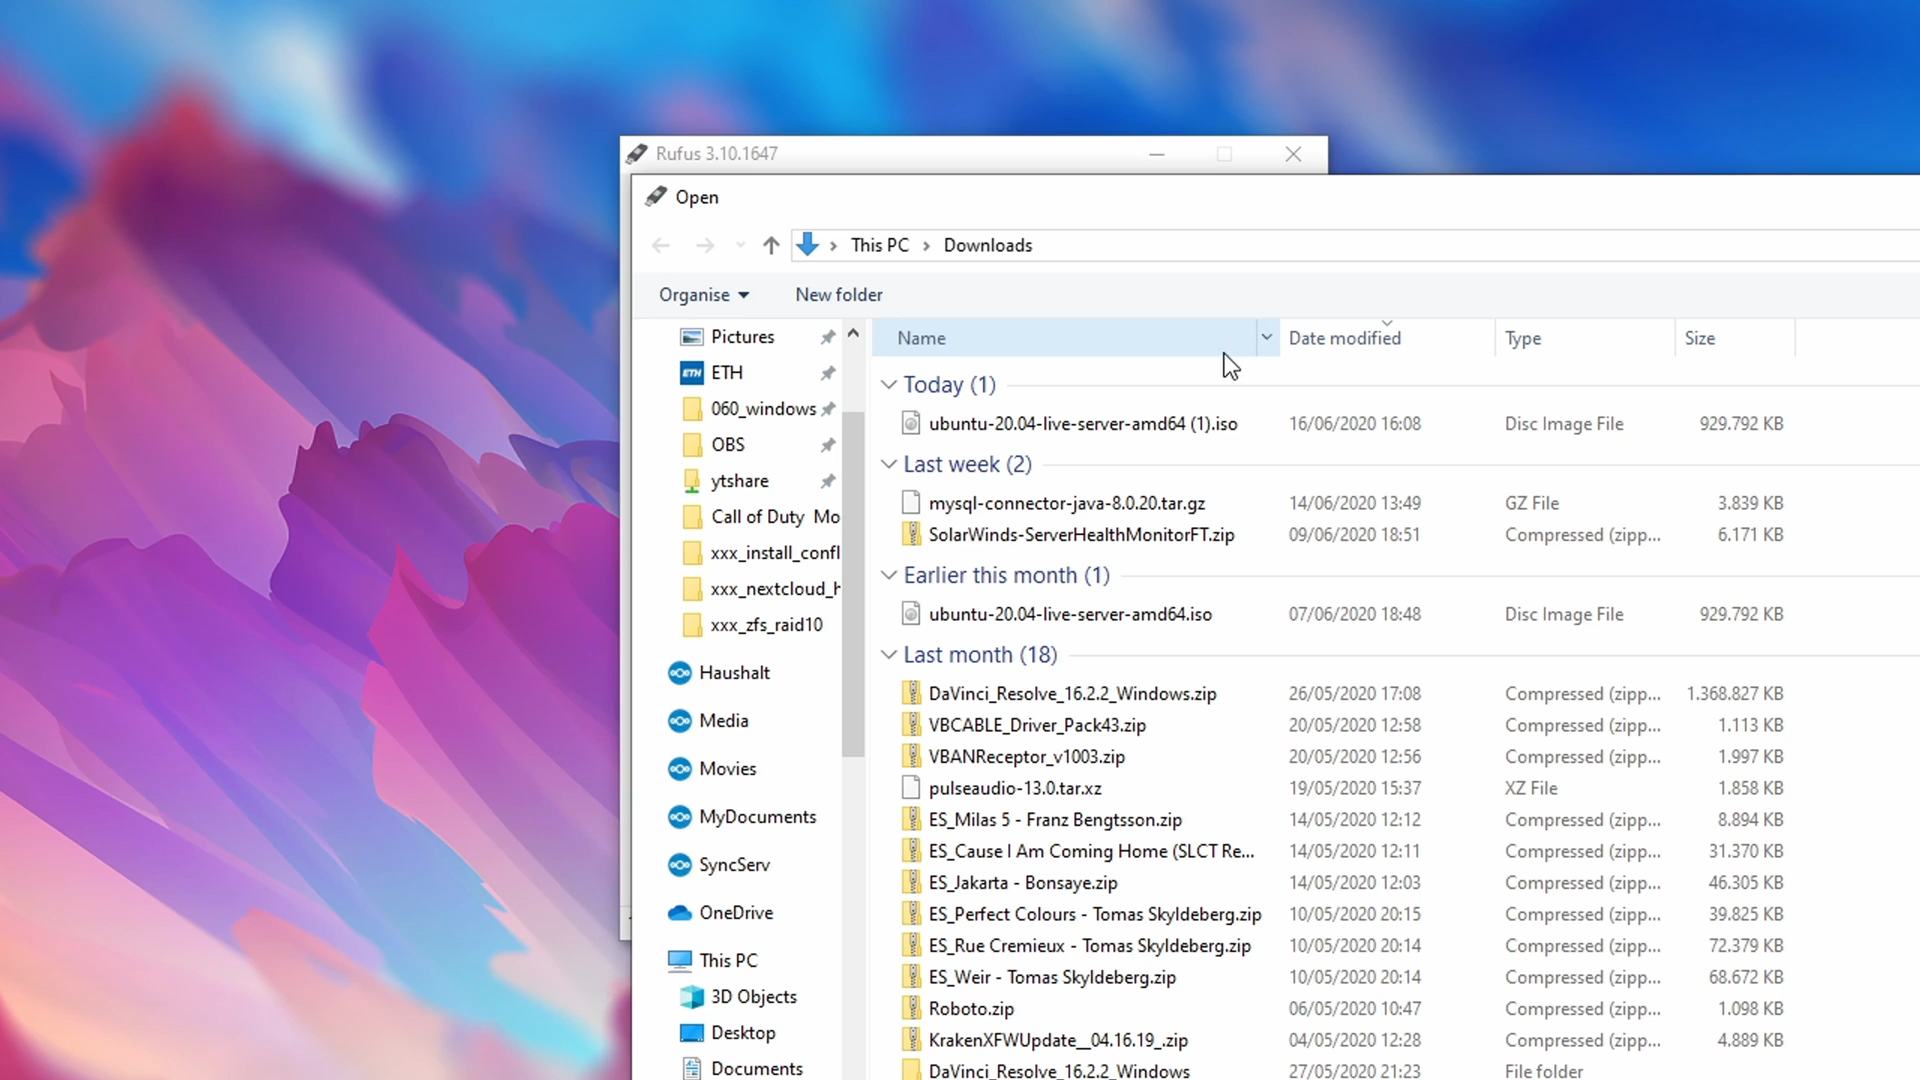 Rufus 3.10.1647
Open
This PC > Downloads
Organise New folder
Name Date modified Type Size
Pictures
ETH ETH
060_windows
OBS
ytshare
Call of Duty Mo
xxx_install_confl
xxx_nextcloud_h
xxx_zfs_raid10
Haushalt
Media
Movies
MyDocuments
SyncServ
OneDrive
This PC
3D Objects
Desktop
Documents
Today (1)
ubuntu-20.04-live-server-amd64 (1).iso 16/06/2020 16:08 Disc Image File 929.792 KB
Last week (2)
mysql-connector-java-8.0.20.tar.gz 14/06/2020 13:49 GZ File 3.839 KB
SolarWinds-ServerHealthMonitorFT.zip 09/06/2020 18:51 Compressed (zipp... 6.171 KB
Earlier this month (1)
ubuntu-20.04-live-server-amd64.iso 07/06/2020 18:48 Disc Image File 929.792 KB
Last month (18)
DaVinci_Resolve_16.2.2_Windows.zip 26/05/2020 17:08 Compressed (zipp... 1.368.827 KB
VBCABLE_Driver_Pack43.zip 20/05/2020 12:58 Compressed (zipp... 1.113 KB
VBANReceptor_v1003.zip 20/05/2020 12:56 Compressed (zipp... 1.997 KB
pulseaudio-13.0.tar.xz 19/05/2020 15:37 XZ File 1.858 KB
ES_Milas 5 - Franz Bengtsson.zip 14/05/2020 12:12 Compressed (zipp... 8.894 KB
ES_Cause I Am Coming Home (SLCT Re... 14/05/2020 12:11 Compressed (zipp... 31.370 KB
ES_Jakarta - Bonsaye.zip 14/05/2020 12:03 Compressed (zipp... 46.305 KB
ES_Perfect Colours - Tomas Skyldeberg.zip 10/05/2020 20:15 Compressed (zipp... 39.825 KB
ES_Rue Cremieux - Tomas Skyldeberg.zip 10/05/2020 20:14 Compressed (zipp... 72.379 KB
ES_Weir - Tomas Skyldeberg.zip 10/05/2020 20:14 Compressed (zipp... 68.672 KB
Roboto.zip 06/05/2020 10:47 Compressed (zipp... 1.098 KB
KrakenXFWUpdate__04.16.19_.zip 04/05/2020 12:28 Compressed (zipp... 4.889 KB
DaVinci_Resolve_16.2.2_Windows 27/05/2020 21:23 File folder